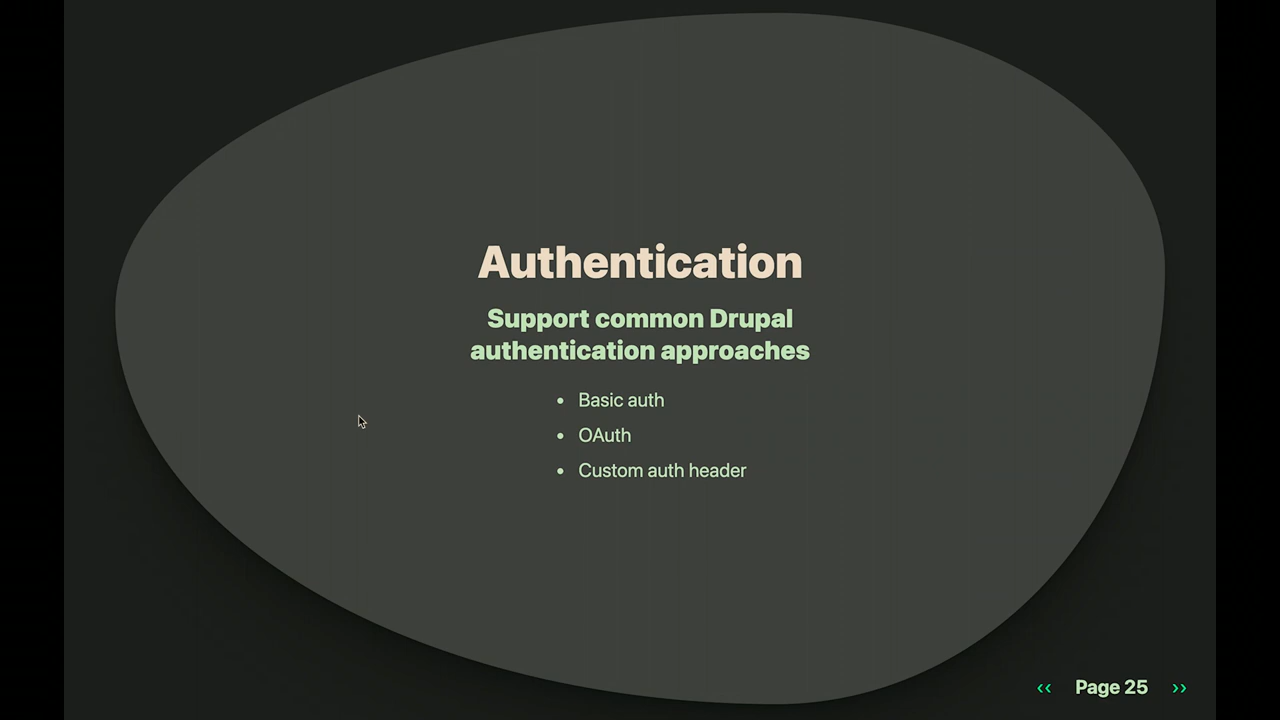 Authentication
Support common Drupal
authentication approaches
• Basic auth
• OAuth
• Custom auth header
‹‹ Page 25 ››